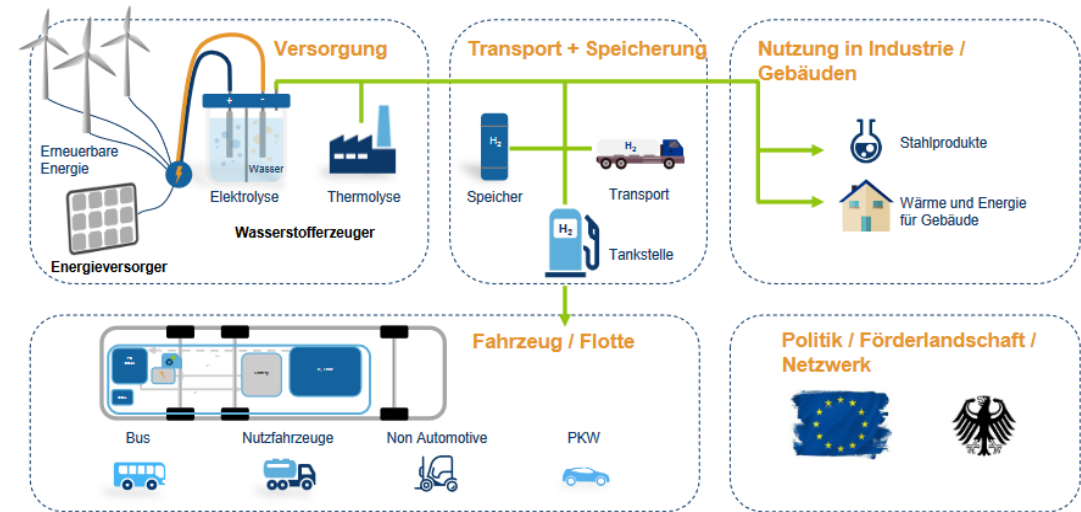 Versorgung
Transport + Speicherung
Nutzung in Industrie /
Gebäuden
+
-
Erneuerbare
Energie
Wasser
H₂
Stahlprodukte
Elektrolyse
Thermolyse
Speicher
Transport
Wärme und Energie
für Gebäude
Wasserstofferzeuger
H₂
Energieversorger
Tankstelle
Fahrzeug / Flotte
Politik / Förderlandschaft /
Netzwerk
Bus
Nutzfahrzeuge
Non Automotive
PKW